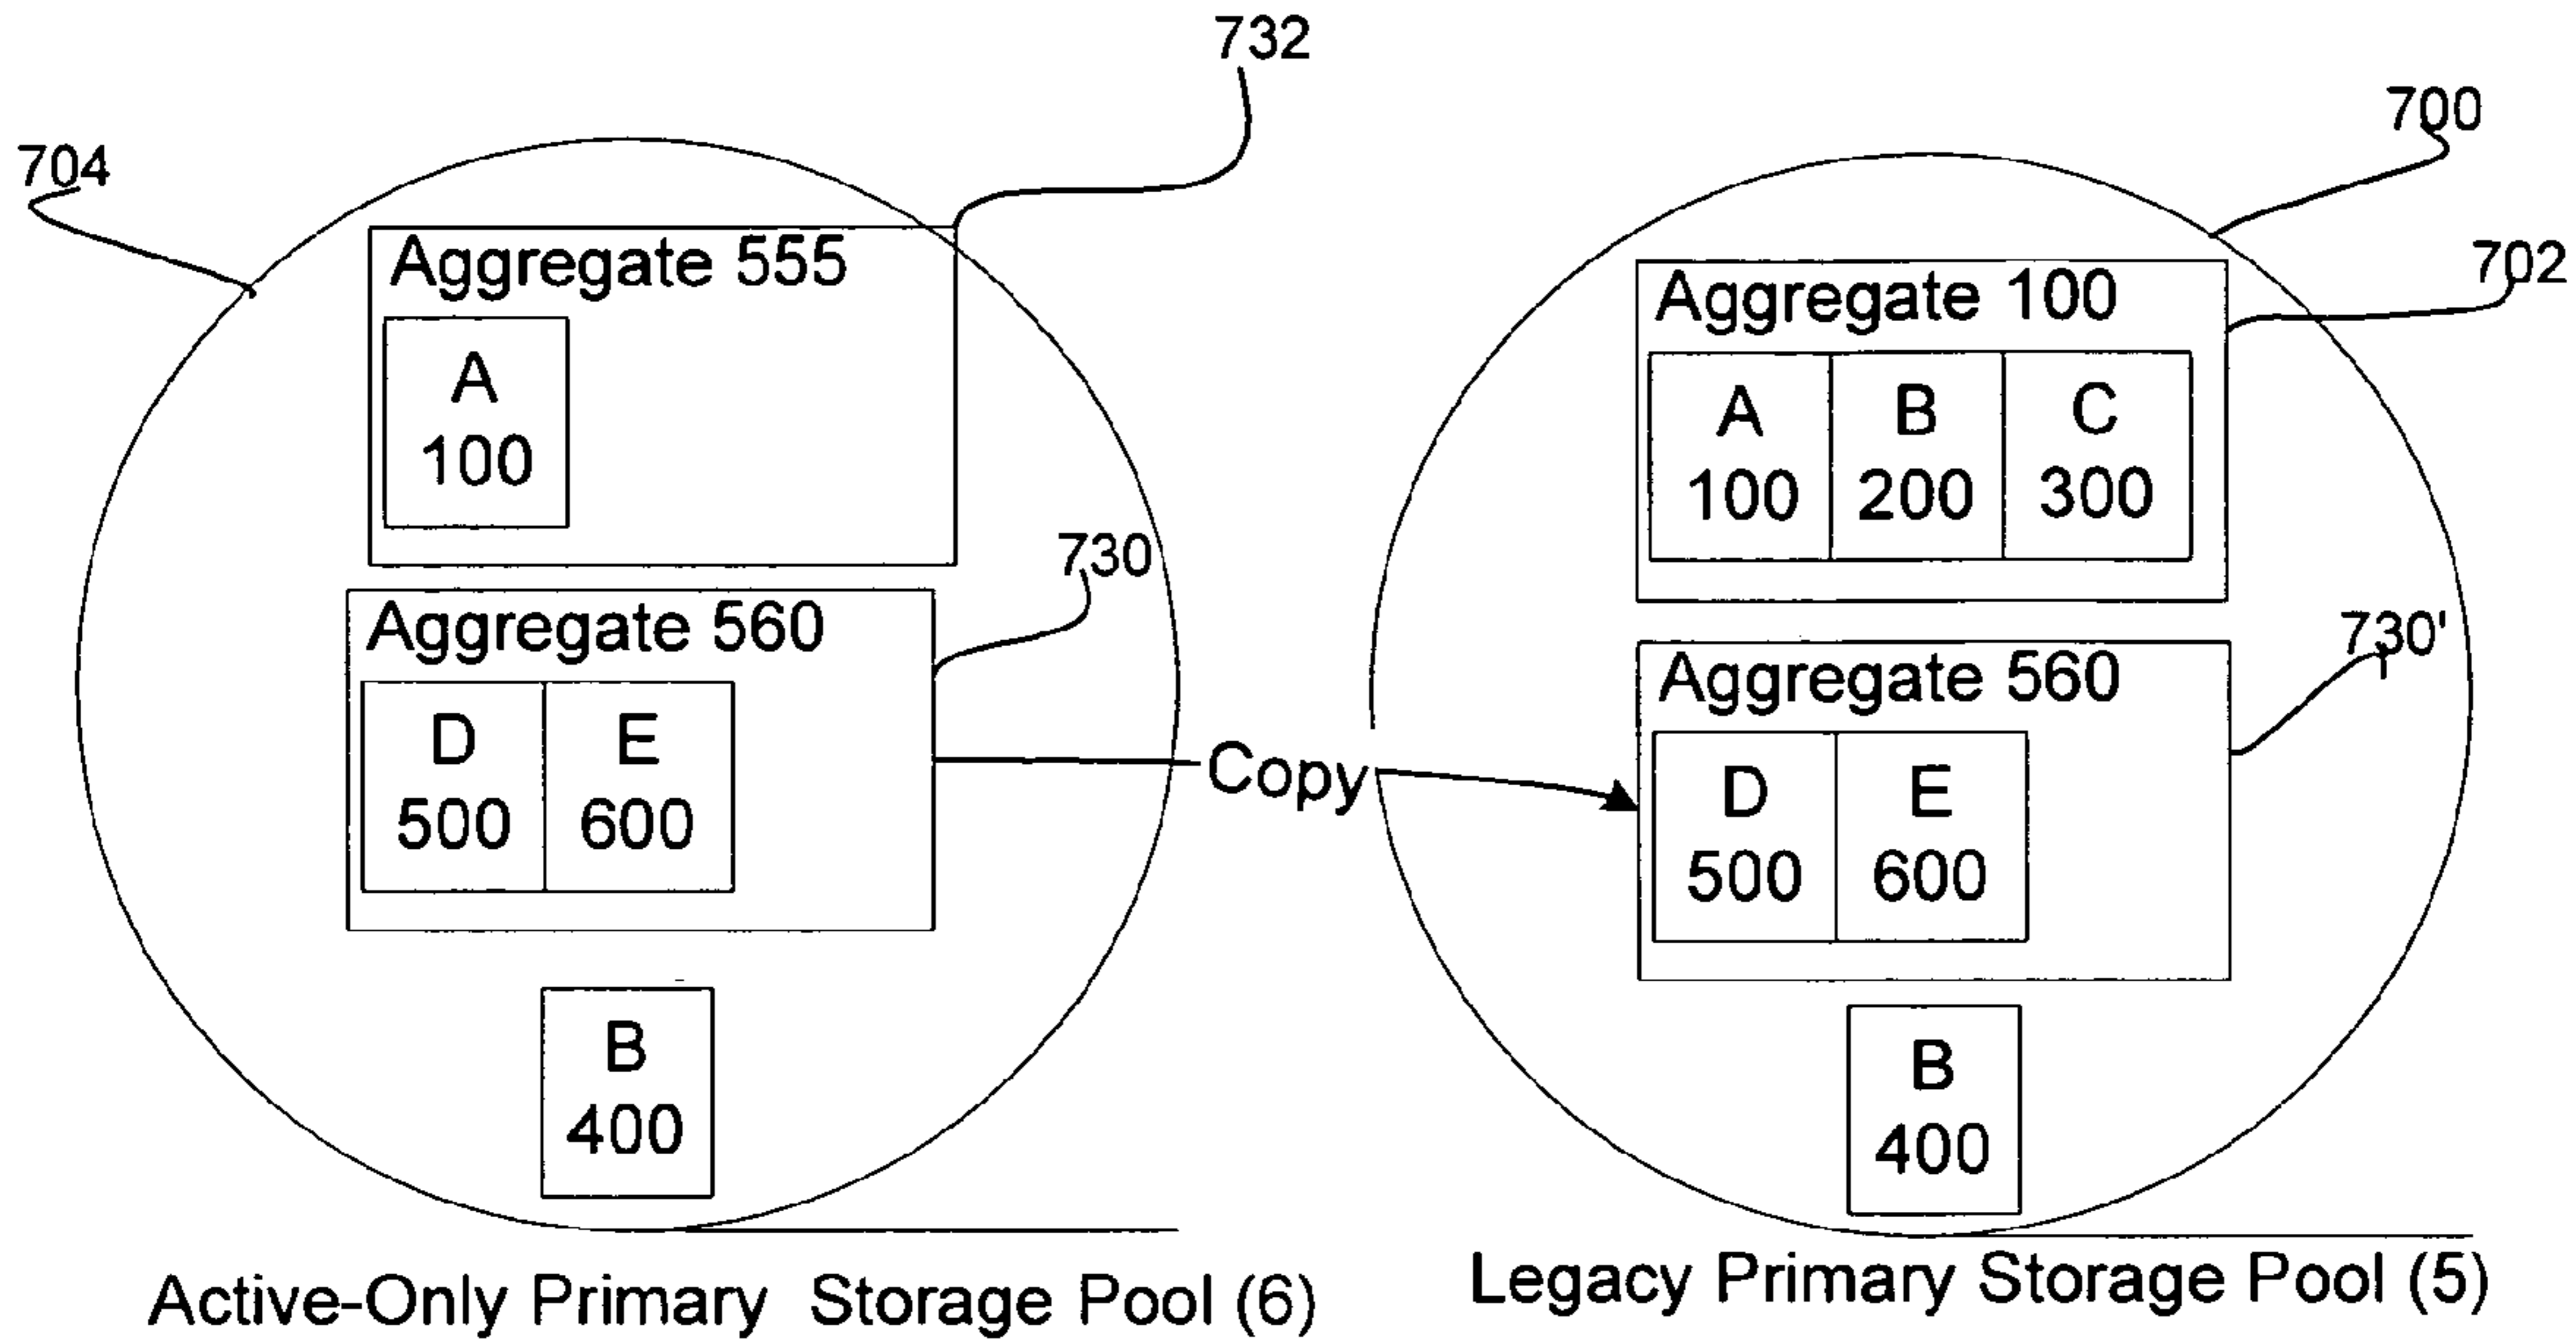 732
700
704
702
Aggregate 555
A
100
730
Aggregate 560
D E
500 600
B
400
Copy
Aggregate 100
A B C
100 200 300
730'
Aggregate 560
D E
500 600
B
400
Active-Only Primary Storage Pool (6)
Legacy Primary Storage Pool (5)